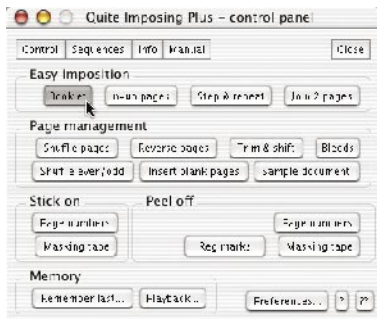 Quite Imposing Plus – control panel
Control Sequences Info Manual Close
Easy Imposition
Booklet n-up pages Step & repeat Join 2 pages
Page management
Shuffle pages Reverse pages Trim & shift Bleeds
Shuffle even/odd Insert blank pages Sample document
Stick on Peel off
Page numbers Page numbers
Masking tape Reg marks Masking tape
Memory
Remember last... Playback... Preferences... ? ??